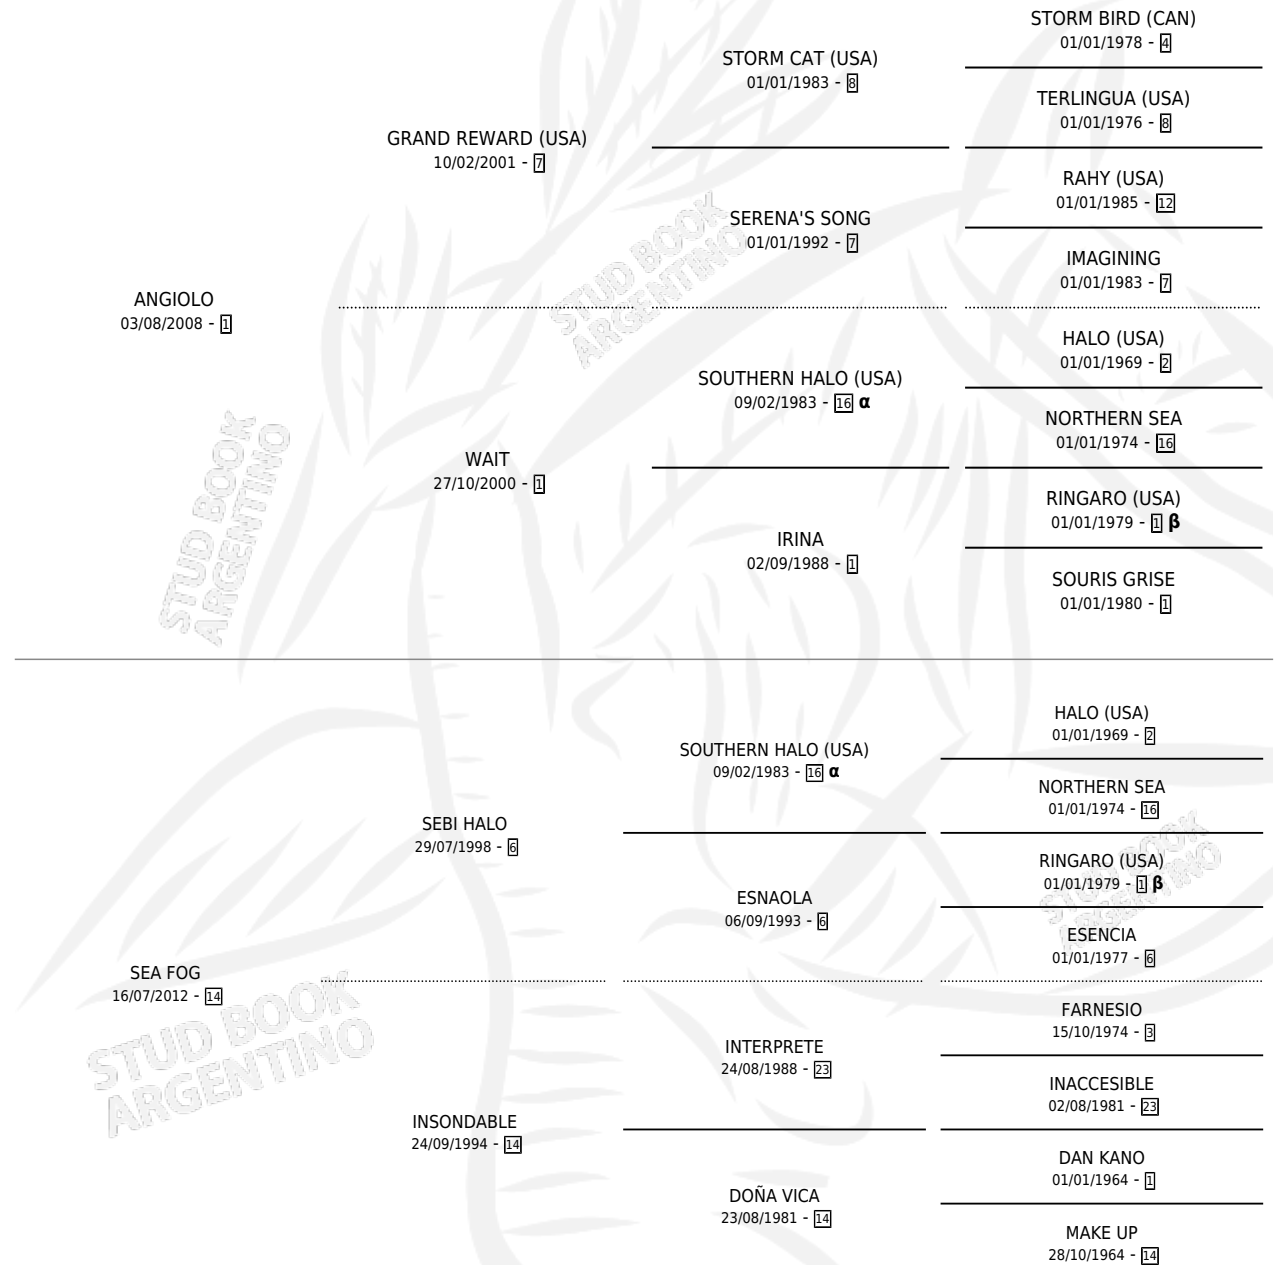 STORM BIRD (CAN)
01/01/1978 - 4
STORM CAT (USA)
01/01/1983 - 8
TERLINGUA (USA)
01/01/1976 - 8
GRAND REWARD (USA)
10/02/2001 - 7
RAHY (USA)
01/01/1985 - 12
SERENA'S SONG
01/01/1992 - 7
IMAGINING
01/01/1983 - 7
STUD BOOK
ARGENTINO
ANGIOLO
03/08/2008 - 1
HALO (USA)
01/01/1969 - 2
SOUTHERN HALO (USA)
09/02/1983 - 16 α
NORTHERN SEA
01/01/1974 - 16
WAIT
27/10/2000 - 1
RINGARO (USA)
01/01/1979 - 1 β
IRINA
02/09/1988 - 1
SOURIS GRISE
01/01/1980 - 1
STUD BOOK
ARGENTINO
HALO (USA)
01/01/1969 - 2
SOUTHERN HALO (USA)
09/02/1983 - 16 α
NORTHERN SEA
01/01/1974 - 16
SEBI HALO
29/07/1998 - 6
RINGARO (USA)
01/01/1979 - 1 β
ESNAOLA
06/09/1993 - 6
ESENCIA
01/01/1977 - 6
STUD BOOK
ARGENTINO
SEA FOG
16/07/2012 - 14
FARNESIO
15/10/1974 - 3
INTERPRETE
24/08/1988 - 23
INACCESIBLE
02/08/1981 - 23
STUD BOOK
ARGENTINO
INSONDABLE
24/09/1994 - 14
DAN KANO
01/01/1964 - 1
DOÑA VICA
23/08/1981 - 14
MAKE UP
28/10/1964 - 14